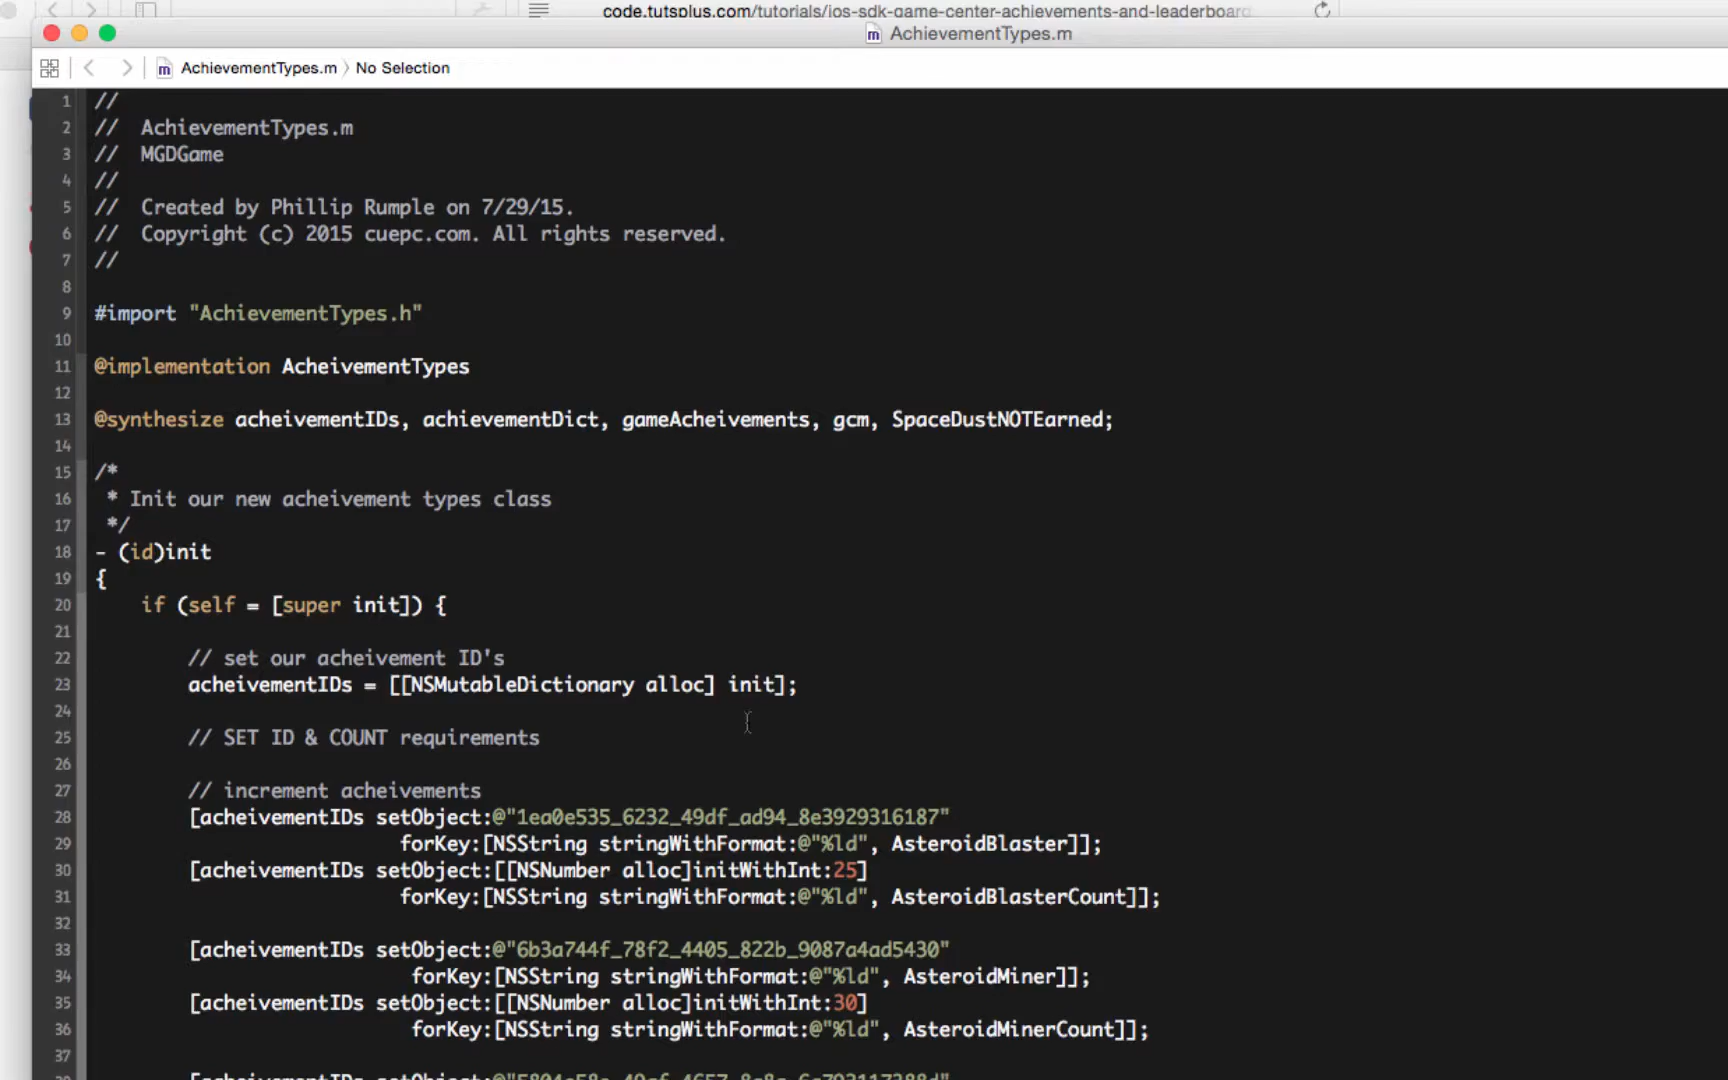 code.tutsplus.com/tutorials/ios-sdk-game-center-achievements-and-leaderboard
AchievementTypes.m
AchievementTypes.m 〉 No Selection
1 //
2 //  AchievementTypes.m
3 //  MGDGame
4 //
5 //  Created by Phillip Rumple on 7/29/15.
6 //  Copyright (c) 2015 cuepc.com. All rights reserved.
7 //
8
9 #import "AchievementTypes.h"
10
11 @implementation AcheivementTypes
12
13 @synthesize acheivementIDs, achievementDict, gameAcheivements, gcm, SpaceDustNOTEarned;
14
15 /*
16  * Init our new acheivement types class
17  */
18 - (id)init
19 {
20     if (self = [super init]) {
21
22         // set our acheivement ID's
23         acheivementIDs = [[NSMutableDictionary alloc] init];
24
25         // SET ID & COUNT requirements
26
27         // increment acheivements
28         [acheivementIDs setObject:@"1ea0e535_6232_49df_ad94_8e3929316187"
29                           forKey:[NSString stringWithFormat:@"%ld", AsteroidBlaster]];
30         [acheivementIDs setObject:[[NSNumber alloc]initWithInt:25]
31                           forKey:[NSString stringWithFormat:@"%ld", AsteroidBlasterCount]];
32
33         [acheivementIDs setObject:@"6b3a744f_78f2_4405_822b_9087a4ad5430"
34                            forKey:[NSString stringWithFormat:@"%ld", AsteroidMiner]];
35         [acheivementIDs setObject:[[NSNumber alloc]initWithInt:30]
36                            forKey:[NSString stringWithFormat:@"%ld", AsteroidMinerCount]];
37
[acheivementIDs